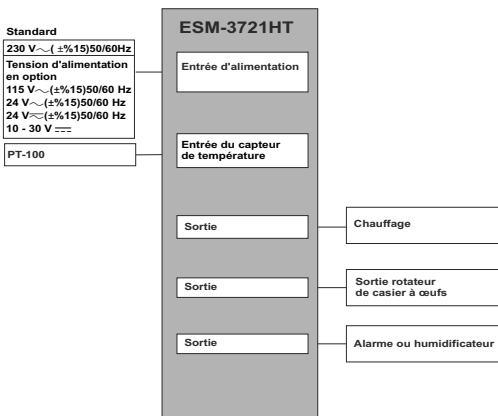 ESM-3721HT
Standard
230 V～( ±%15)50/60Hz
Tension d'alimentation
en option
115 V～(±%15)50/60 Hz
24 V～(±%15)50/60 Hz
24 V≂(±%15)50/60 Hz
10 - 30 V ⎓
Entrée d'alimentation
PT-100
Entrée du capteur
de température
Sortie
Chauffage
Sortie
Sortie rotateur
de casier à œufs
Sortie
Alarme ou humidificateur